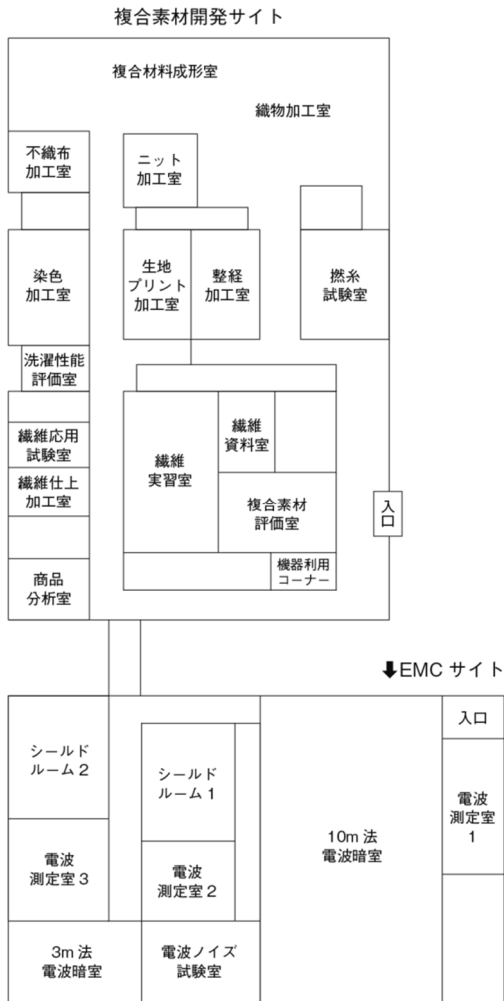 複合素材開発サイト
複合材料成形室
織物加工室
不織布
加工室
ニット
加工室
染色
加工室
生地
プリント
加工室
整経
加工室
撚糸
試験室
洗濯性能
評価室
繊維応用
試験室
繊維仕上
加工室
商品
分析室
繊維
実習室
繊維
資料室
複合素材
評価室
機器利用
コーナー
入口
⬇EMC サイト
シールド
ルーム 2
シールド
ルーム 1
電波
測定室 3
電波
測定室 2
3m 法
電波暗室
電波ノイズ
試験室
10m 法
電波暗室
入口
電波
測定室
1